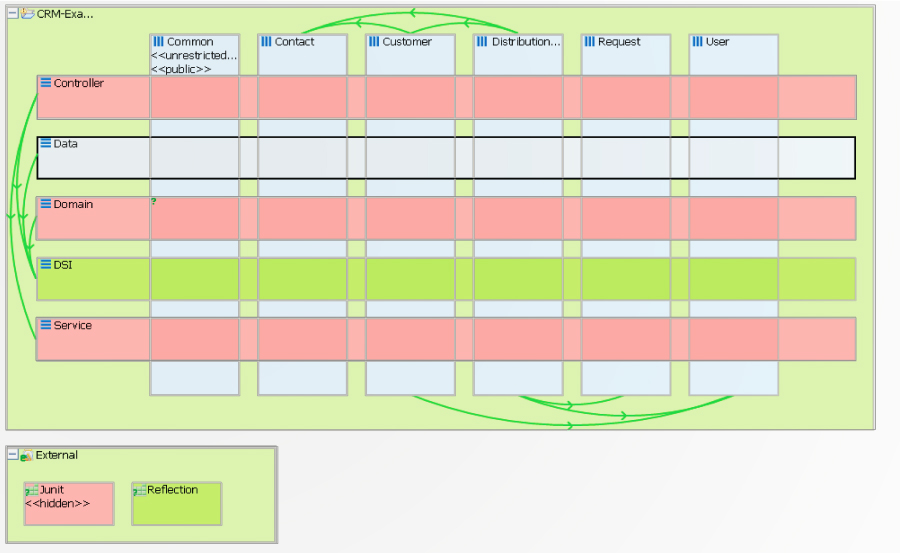 CRM-Exa...
Common
<<unrestricted...
<<public>>
Contact
Customer
Distribution...
Request
User
Controller
Data
Domain
?
DSI
Service
External
Junit
<<hidden>>
Reflection